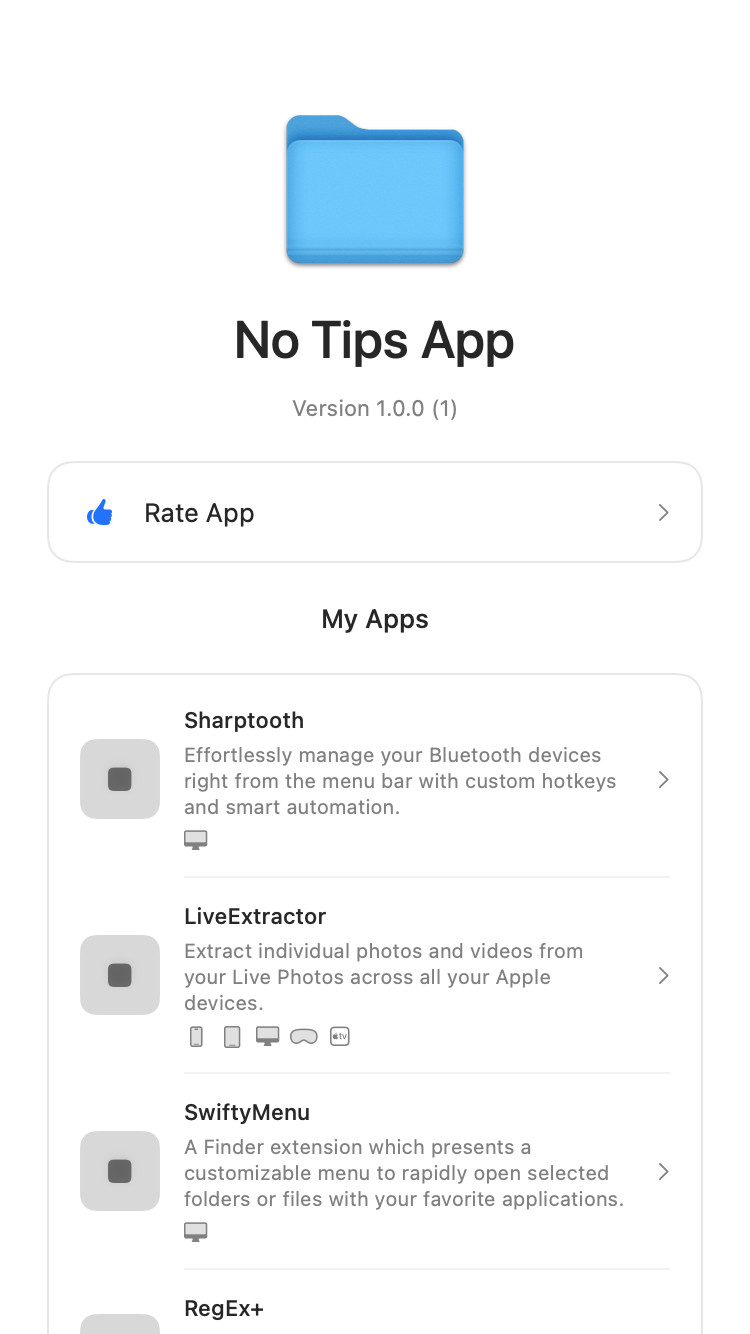 No Tips App
Version 1.0.0 (1)
Rate App
My Apps
Sharptooth
Effortlessly manage your Bluetooth devices
right from the menu bar with custom hotkeys
and smart automation.
LiveExtractor
Extract individual photos and videos from
your Live Photos across all your Apple
devices.
tv
SwiftyMenu
A Finder extension which presents a
customizable menu to rapidly open selected
folders or files with your favorite applications.
RegEx+